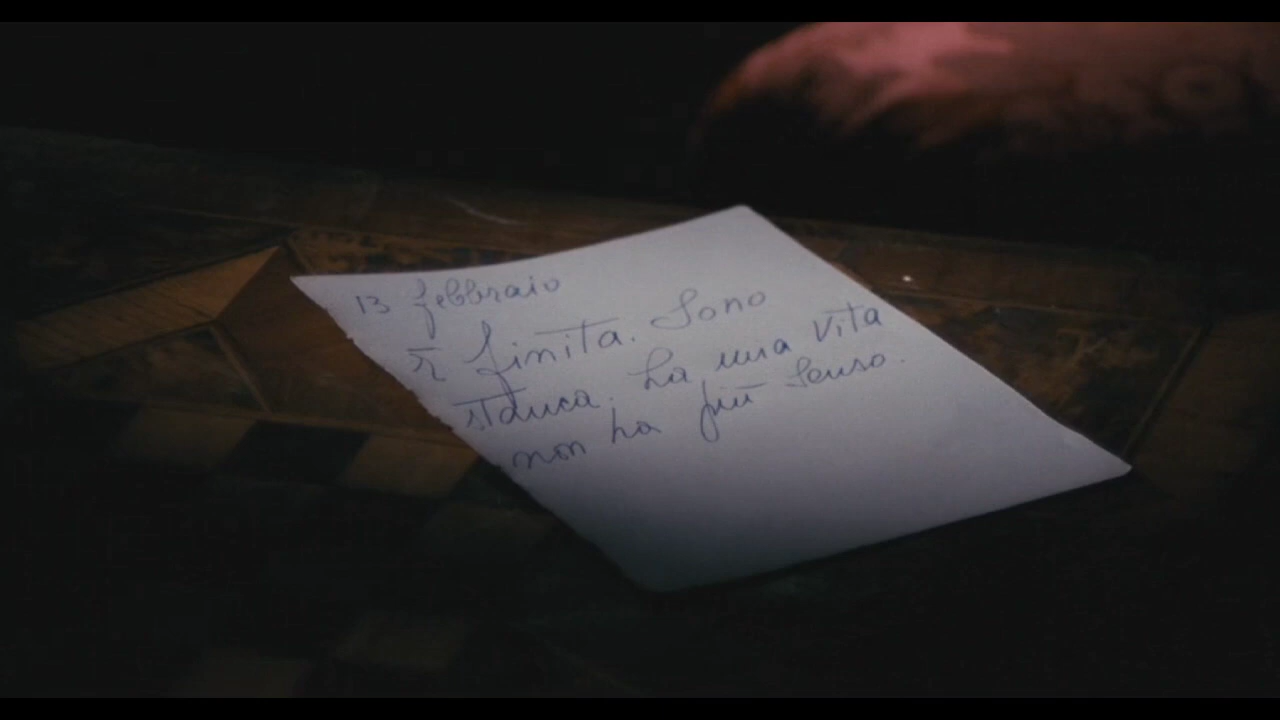 13 febbraio
È finita. Sono
stanca. La mia vita
non ha più senso.